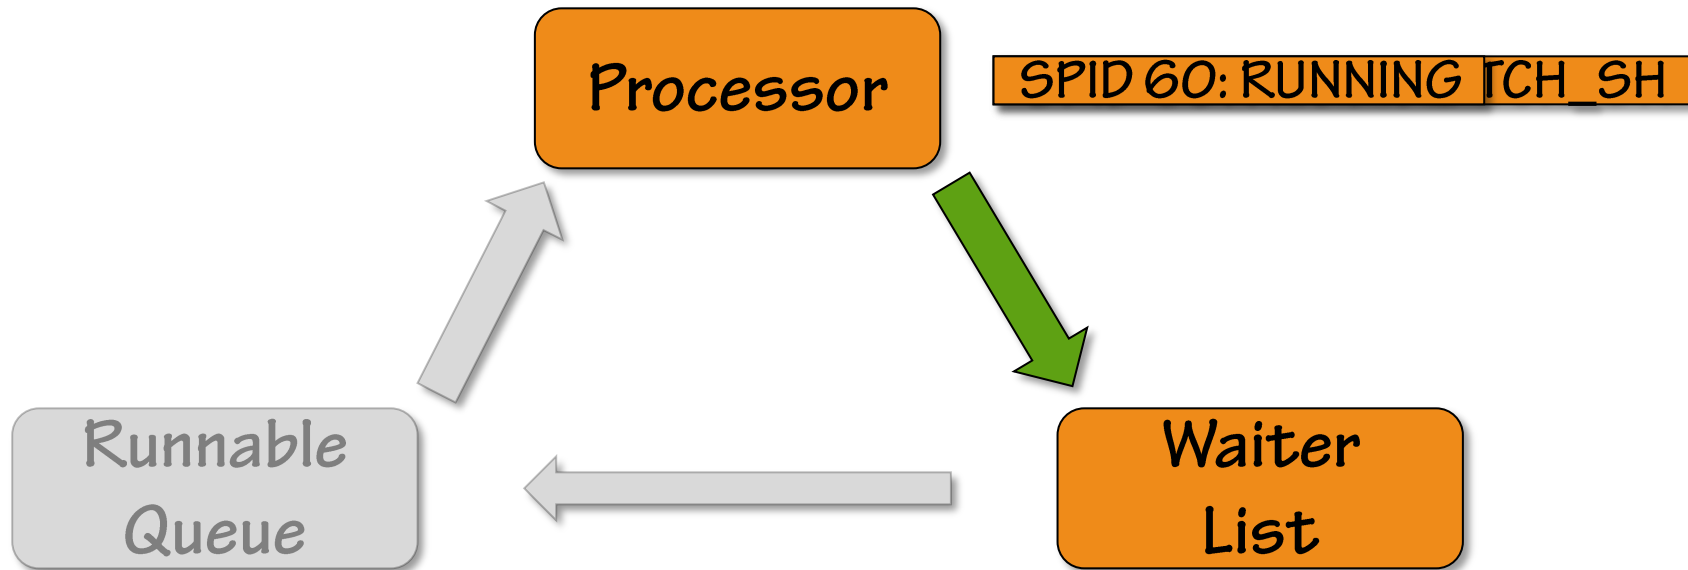 Processor
SPID 60: RUNNING TCH_SH
Runnable
Queue
Waiter
List